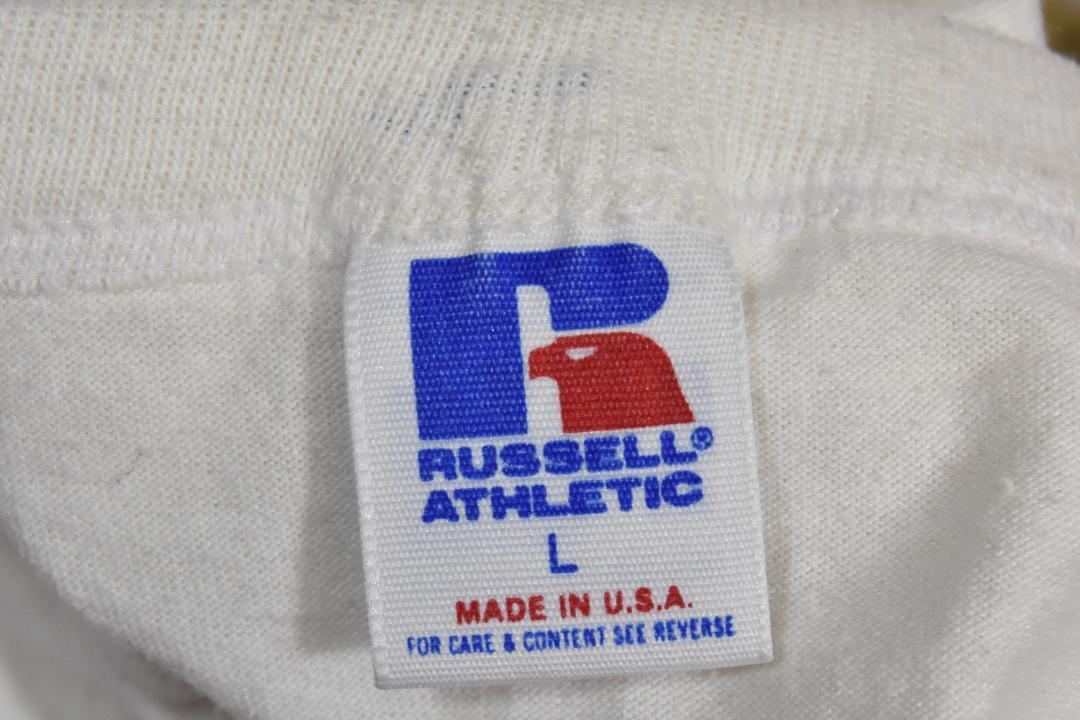 RUSSELL®
ATHLETIC
L
MADE IN U.S.A.
FOR CARE & CONTENT SEE REVERSE